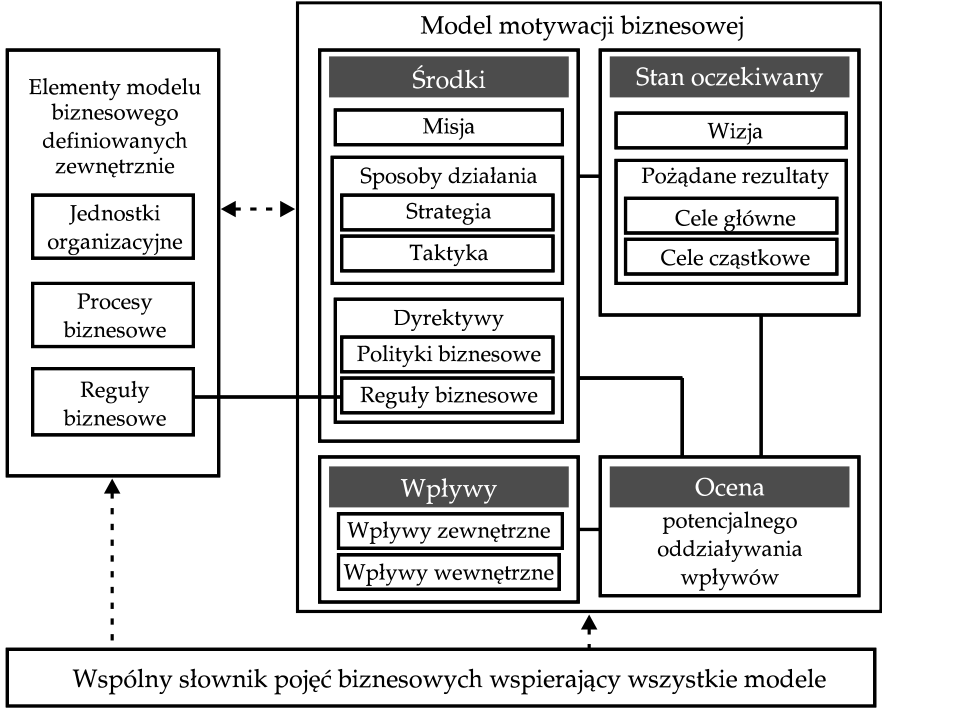 Model motywacji biznesowej
Elementy modelu
biznesowego
definiowanych
zewnętrznie
Jednostki
organizacyjne
Procesy
biznesowe
Reguły
biznesowe
Środki
Misja
Sposoby działania
Strategia
Taktyka
Dyrektywy
Polityki biznesowe
Reguły biznesowe
Stan oczekiwany
Wizja
Pożądane rezultaty
Cele główne
Cele cząstkowe
Wpływy
Wpływy zewnętrzne
Wpływy wewnętrzne
Ocena
potencjalnego
oddziaływania
wpływów
Wspólny słownik pojęć biznesowych wspierający wszystkie modele